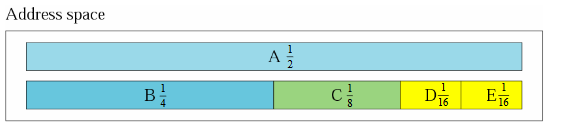 Address space
A 1/2
B 1/4 C 1/8 D 1/16 E 1/16